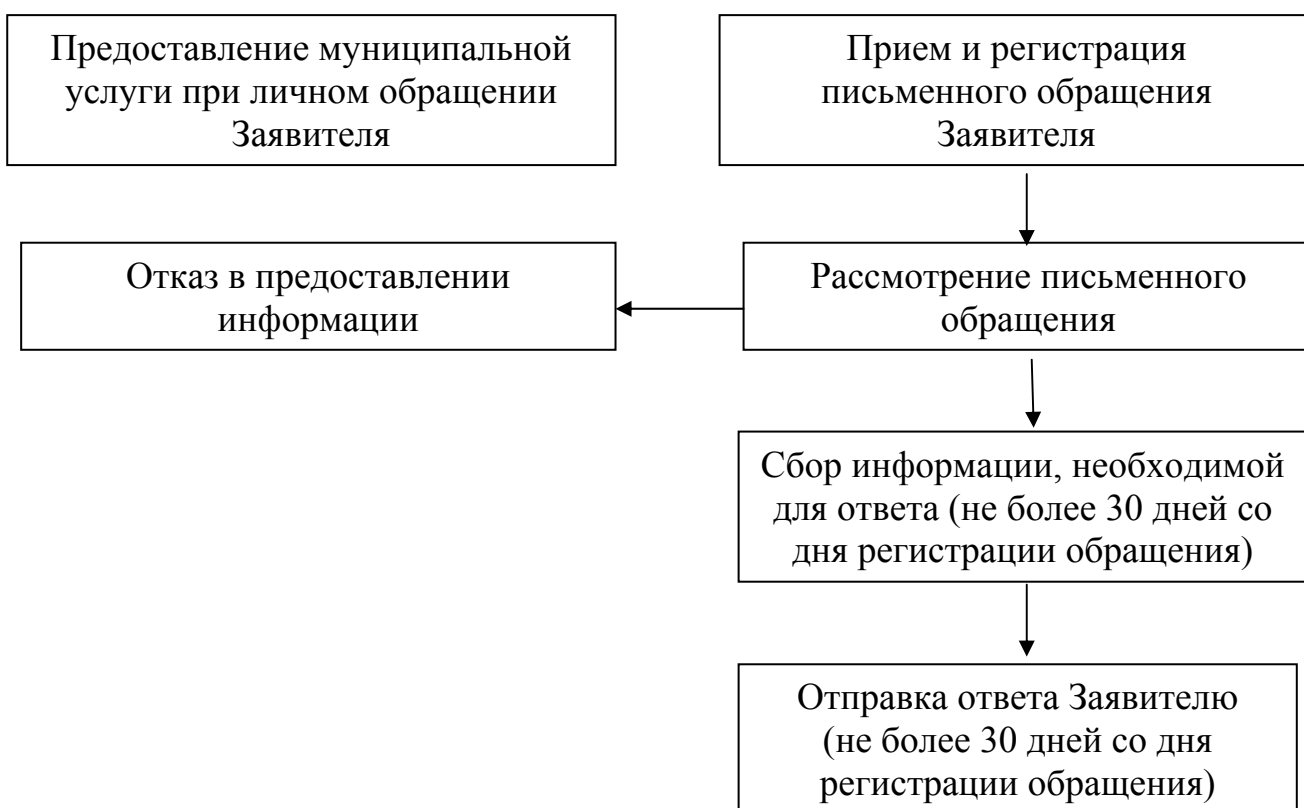 Предоставление муниципальной
услуги при личном обращении
Заявителя
Прием и регистрация
письменного обращения
Заявителя
Отказ в предоставлении
информации
Рассмотрение письменного
обращения
Сбор информации, необходимой
для ответа (не более 30 дней со
дня регистрации обращения)
Отправка ответа Заявителю
(не более 30 дней со дня
регистрации обращения)